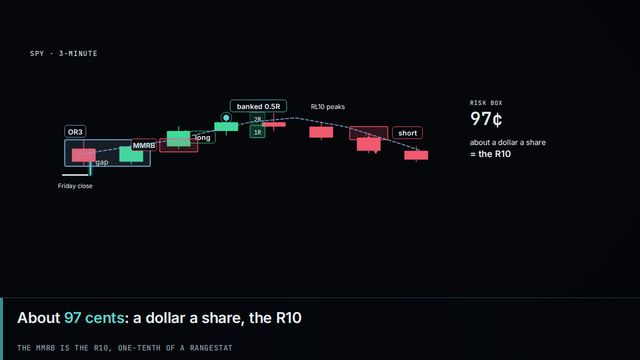 SPY · 3-MINUTE
banked 0.5R
RL10 peaks
RISK BOX
2R
97¢
OR3
1R
short
long
about a dollar a share
MMRB
= the R10
gap
Friday close
About 97 cents: a dollar a share, the R10
THE MMRB IS THE R10, ONE-TENTH OF A RANGESTAT